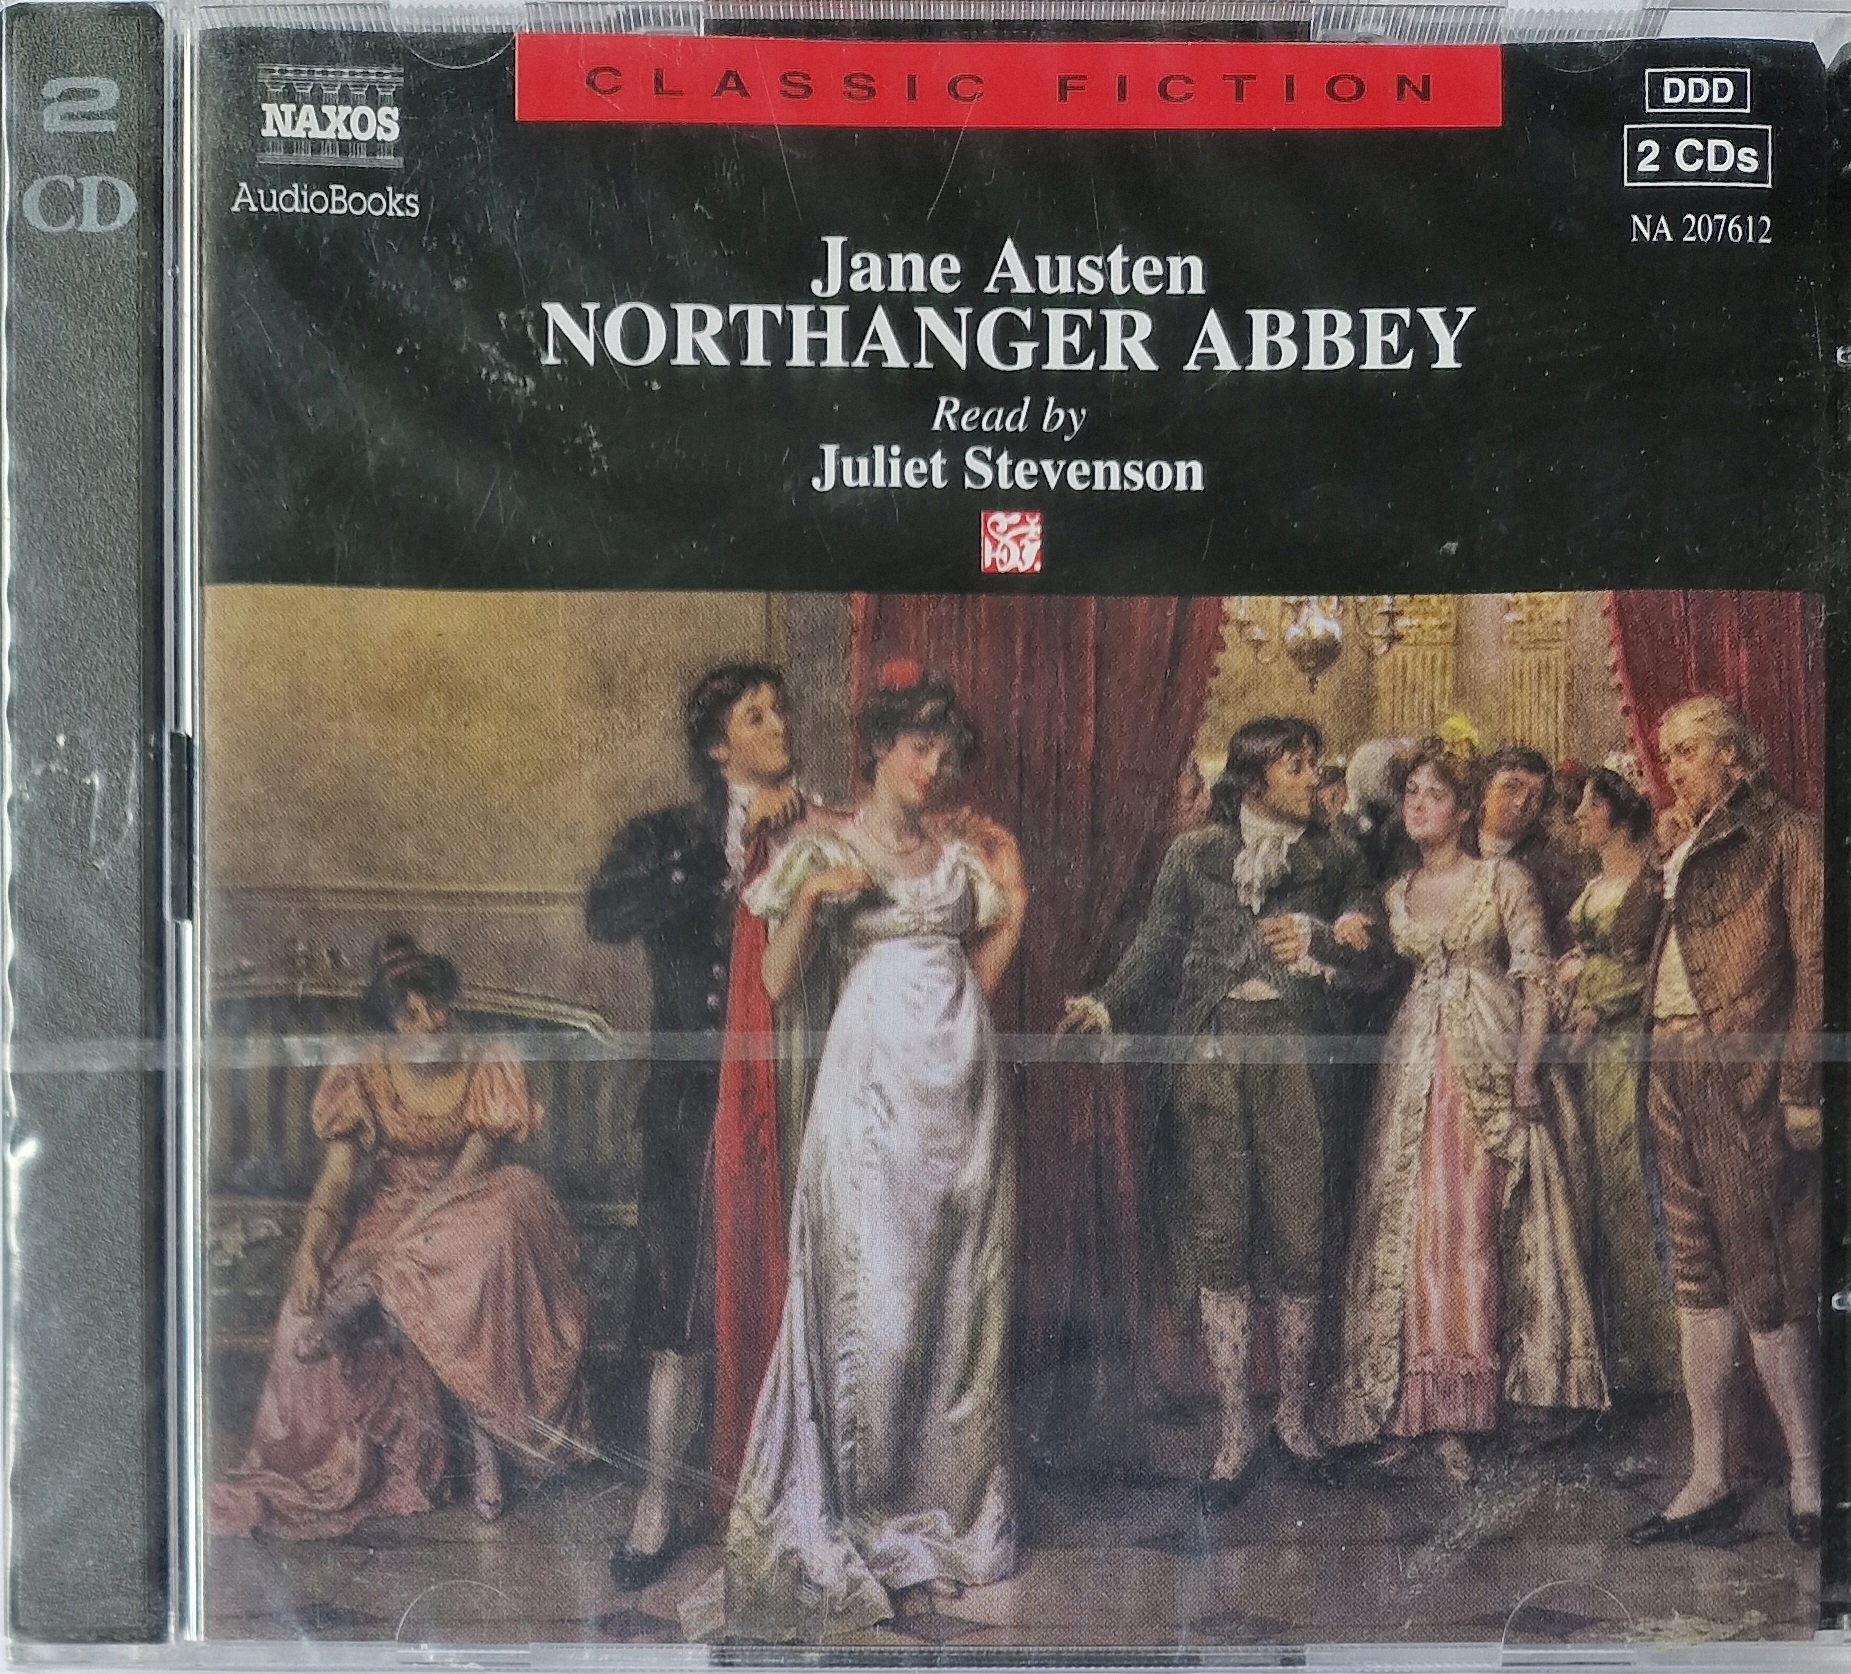 2
CD
NAXOS
AudioBooks
CLASSIC FICTION
DDD
2 CDs
NA 207612
Jane Austen
NORTHANGER ABBEY
Read by
Juliet Stevenson